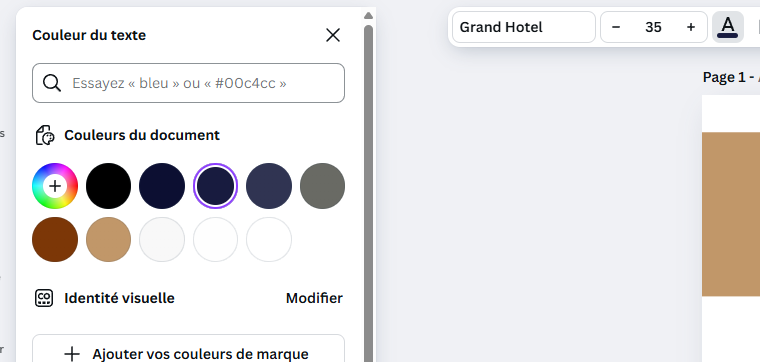 Couleur du texte
Essayez « bleu » ou « #00c4cc »
Couleurs du document
CO
Identité visuelle
Modifier
Ajouter vos couleurs de marque
Grand Hotel
− 35 +
A
Page 1 -